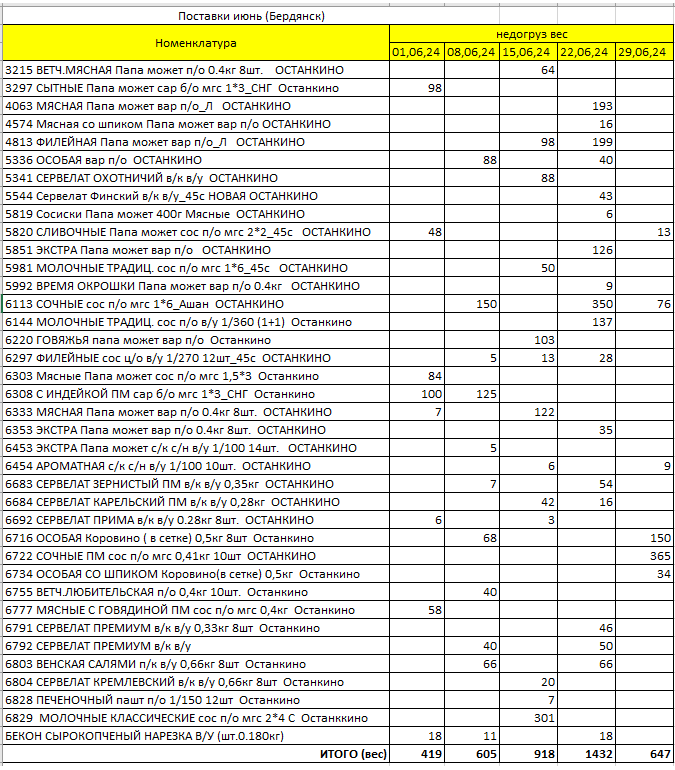 Поставки июнь (Бердянск)
Номенклатура
недогруз вес
01,06,24 08,06,24 15,06,24 22,06,24 29,06,24
3215 ВЕТЧ.МЯСНАЯ Папа может п/о 0.4кг 8шт. ОСТАНКИНО 64
3297 СЫТНЫЕ Папа может сар б/о мгс 1*3_СНГ Останкино 98
4063 МЯСНАЯ Папа может вар п/о_Л ОСТАНКИНО 193
4574 Мясная со шпиком Папа может вар п/о ОСТАНКИНО 16
4813 ФИЛЕЙНАЯ Папа может вар п/о_Л ОСТАНКИНО 98 199
5336 ОСОБАЯ вар п/о ОСТАНКИНО 88 40
5341 СЕРВЕЛАТ ОХОТНИЧИЙ в/к в/у ОСТАНКИНО 88
5544 Сервелат Финский в/к в/у_45с НОВАЯ ОСТАНКИНО 43
5819 Сосиски Папа может 400г Мясные ОСТАНКИНО 6
5820 СЛИВОЧНЫЕ Папа может сос п/о мгс 2*2_45с ОСТАНКИНО 48 13
5851 ЭКСТРА Папа может вар п/о ОСТАНКИНО 126
5981 МОЛОЧНЫЕ ТРАДИЦ. сос п/о мгс 1*6_45с ОСТАНКИНО 50
5992 ВРЕМЯ ОКРОШКИ Папа может вар п/о 0.4кг ОСТАНКИНО 9
6113 СОЧНЫЕ сос п/о мгс 1*6_Ашан ОСТАНКИНО 150 350 76
6144 МОЛОЧНЫЕ ТРАДИЦ. сос п/о в/у 1/360 (1+1) Останкино 137
6220 ГОВЯЖЬЯ папа может вар п/о Останкино 103
6297 ФИЛЕЙНЫЕ сос ц/о в/у 1/270 12шт_45с ОСТАНКИНО 5 13 28
6303 Мясные Папа может сос п/о мгс 1,5*3 Останкино 84
6308 С ИНДЕЙКОЙ ПМ сар б/о мгс 1*3_СНГ Останкино 100 125
6333 МЯСНАЯ Папа может вар п/о 0.4кг 8шт. ОСТАНКИНО 7 122
6353 ЭКСТРА Папа может вар п/о 0.4кг 8шт. ОСТАНКИНО 35
6453 ЭКСТРА Папа может с/к с/н в/у 1/100 14шт. ОСТАНКИНО 5
6454 АРОМАТНАЯ с/к с/н в/у 1/100 10шт. ОСТАНКИНО 6 9
6683 СЕРВЕЛАТ ЗЕРНИСТЫЙ ПМ в/к в/у 0,35кг ОСТАНКИНО 7 54
6684 СЕРВЕЛАТ КАРЕЛЬСКИЙ ПМ в/к в/у 0,28кг ОСТАНКИНО 42 16
6692 СЕРВЕЛАТ ПРИМА в/к в/у 0.28кг 8шт. ОСТАНКИНО 6 3
6716 ОСОБАЯ Коровино ( в сетке) 0,5кг 8шт Останкино 68 150
6722 СОЧНЫЕ ПМ сос п/о мгс 0,41кг 10шт ОСТАНКИНО 365
6734 ОСОБАЯ СО ШПИКОМ Коровино(в сетке) 0,5кг Останкино 34
6755 ВЕТЧ.ЛЮБИТЕЛЬСКАЯ п/о 0,4кг 10шт. Останкино 40
6777 МЯСНЫЕ С ГОВЯДИНОЙ ПМ сос п/о мгс 0,4кг Останкино 58
6791 СЕРВЕЛАТ ПРЕМИУМ в/к в/у 0,33кг 8шт Останкино 46
6792 СЕРВЕЛАТ ПРЕМИУМ в/к в/у 40 50
6803 ВЕНСКАЯ САЛЯМИ п/к в/у 0,66кг 8шт Останкино 66 66
6804 СЕРВЕЛАТ КРЕМЛЕВСКИЙ в/к в/у 0,66кг 8шт Останкино 20
6828 ПЕЧЕНОЧНЫЙ пашт п/о 1/150 12шт Останкино 7
6829 МОЛОЧНЫЕ КЛАССИЧЕСКИЕ сос п/о мгс 2*4 С Останккино 301
БЕКОН СЫРОКОПЧЕНЫЙ НАРЕЗКА В/У (шт.0.180кг) 18 11 18
ИТОГО (вес) 419 605 918 1432 647